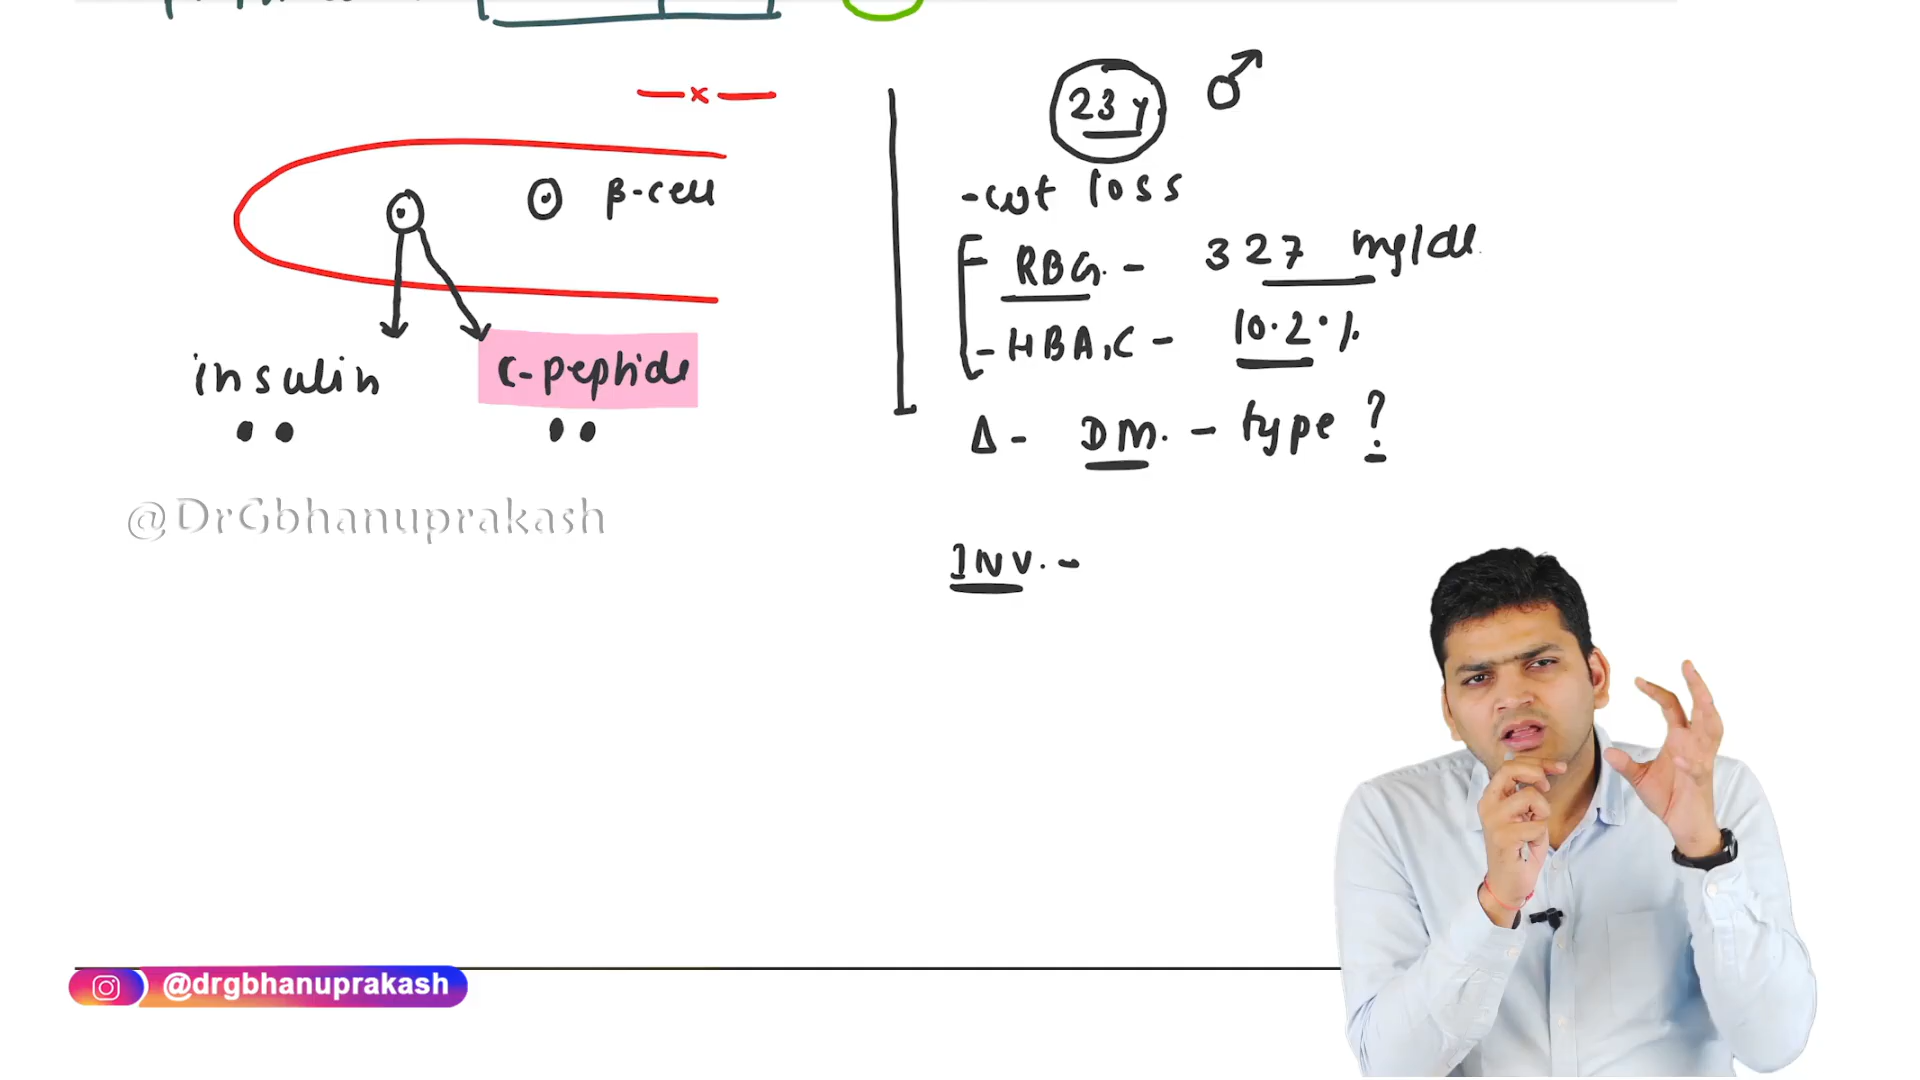 — x —
β-cell
insulin
C-peptide
@DrGbhanuprakash
23 y ♂
- wt loss
- RBG. - 327 mg/dl
- HBA1C - 10.2 %
Δ - DM. - type ?
INV. -
@drgbhanuprakash